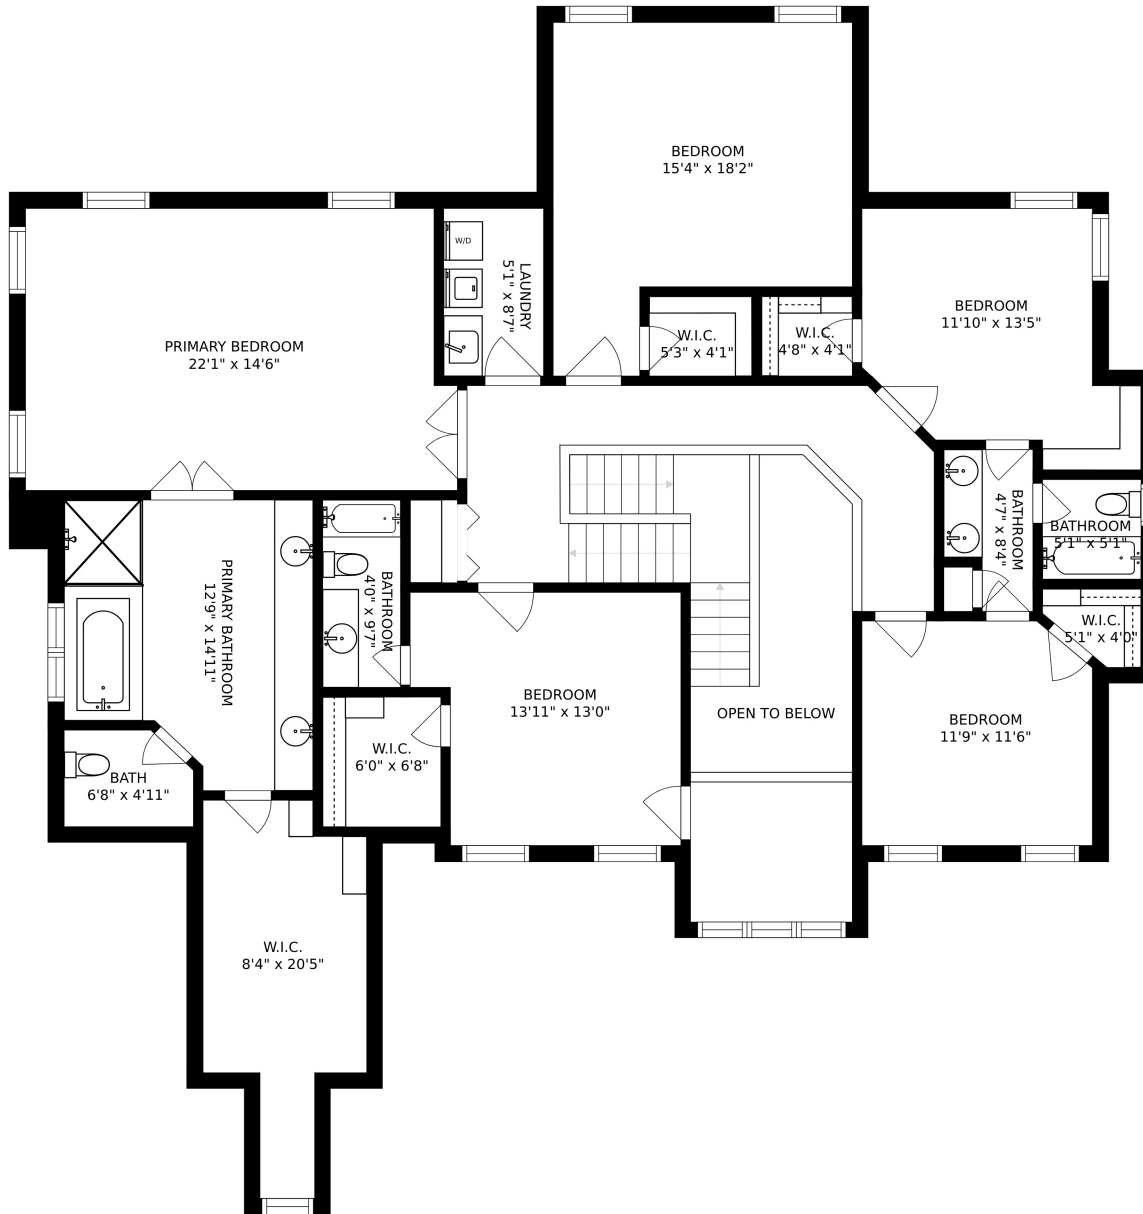 BEDROOM
15'4" x 18'2"
W/D
LAUNDRY
5'1" x 8'7"
BEDROOM
11'10" x 13'5"
PRIMARY BEDROOM
22'1" x 14'6"
W.I.C.
5'3" x 4'1"
W.I.C.
4'8" x 4'1"
BATHROOM
4'7" x 8'4"
BATHROOM
5'1" x 5'1"
PRIMARY BATHROOM
12'9" x 14'11"
BATHROOM
4'0" x 9'7"
W.I.C.
5'1" x 4'0"
BEDROOM
13'11" x 13'0"
OPEN TO BELOW
BEDROOM
11'9" x 11'6"
W.I.C.
6'0" x 6'8"
BATH
6'8" x 4'11"
W.I.C.
8'4" x 20'5"